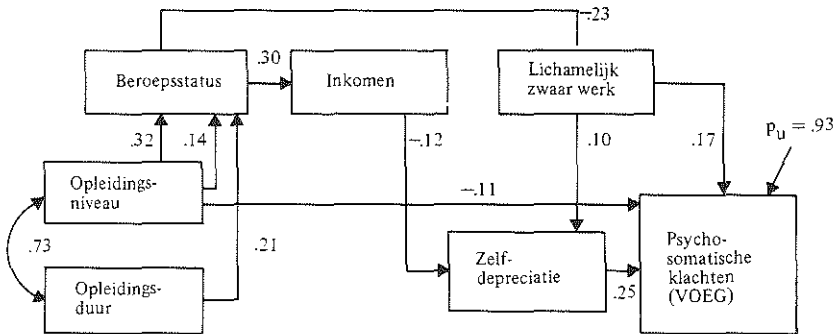 −.23
.30
Beroepsstatus
Inkomen
Lichamelijk
zwaar werk
.32
.14
−.12
.10
.17
p_u = .93
Opleidings-
niveau
−.11
.73
.21
Zelf-
depreciatie
.25
Psycho-
somatische
klachten
(VOEG)
Opleidings-
duur